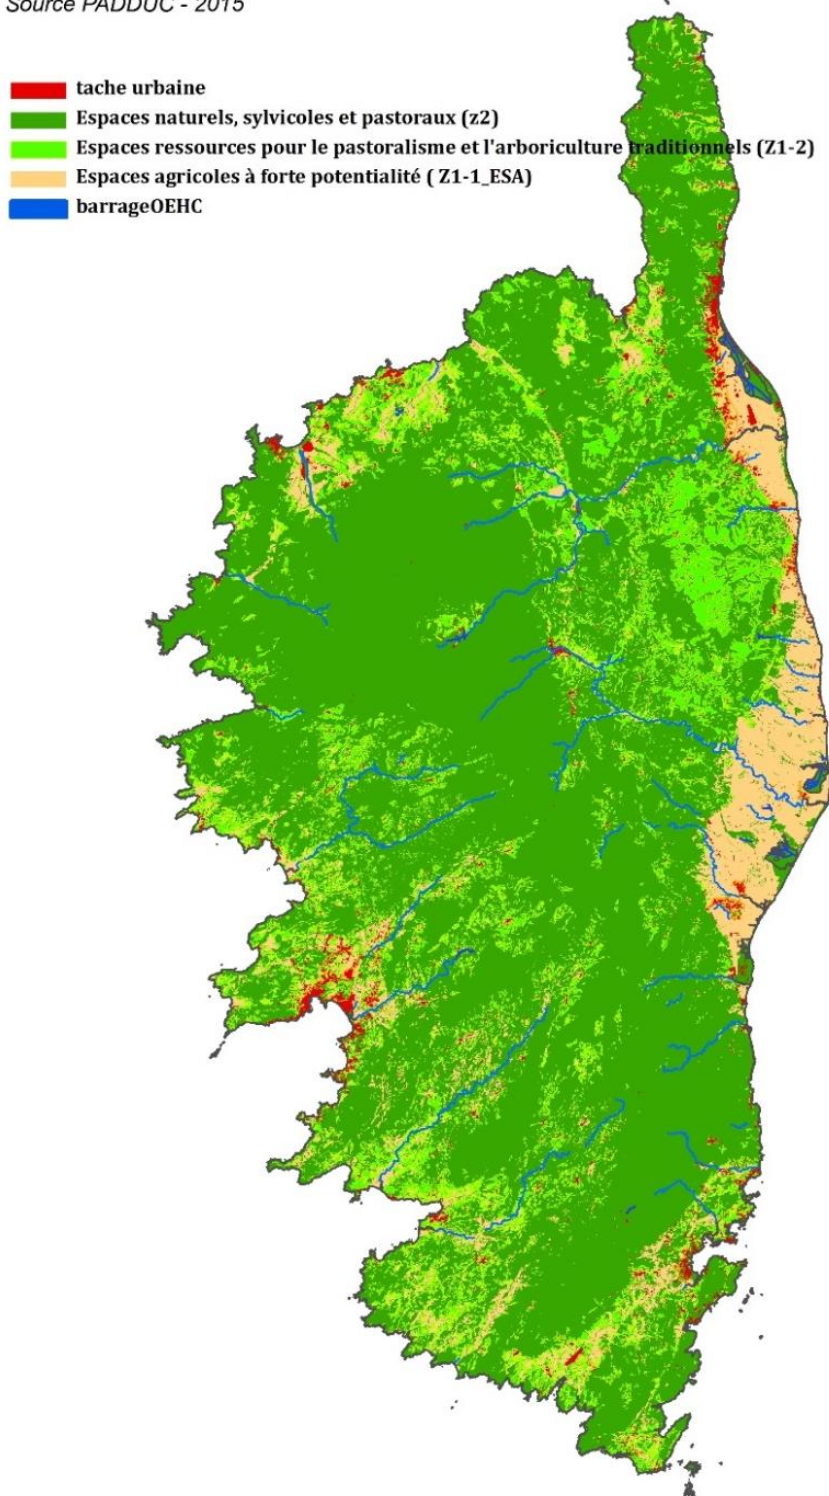 Source PADDUC - 2015
tache urbaine
Espaces naturels, sylvicoles et pastoraux (z2)
Espaces ressources pour le pastoralisme et l'arboriculture traditionnels (Z1-2)
Espaces agricoles à forte potentialité ( Z1-1_ESA)
barrageOEHC